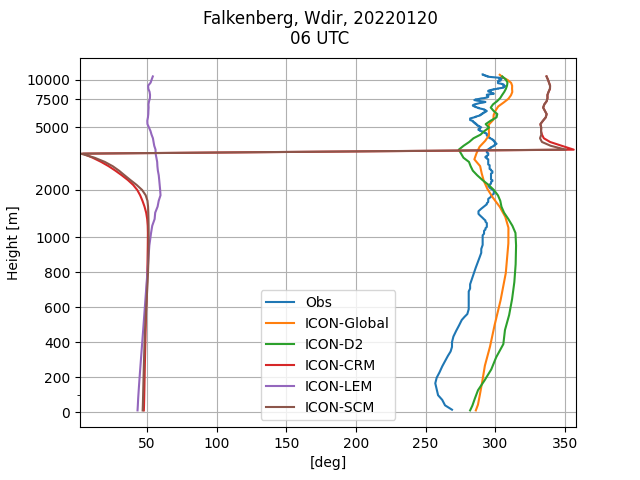 Falkenberg, Wdir, 20220120
06 UTC
Height [m]
10000
7500
5000
2000
1000
800
600
400
200
0
Obs
ICON-Global
ICON-D2
ICON-CRM
ICON-LEM
ICON-SCM
50 100 150 200 250 300 350
[deg]